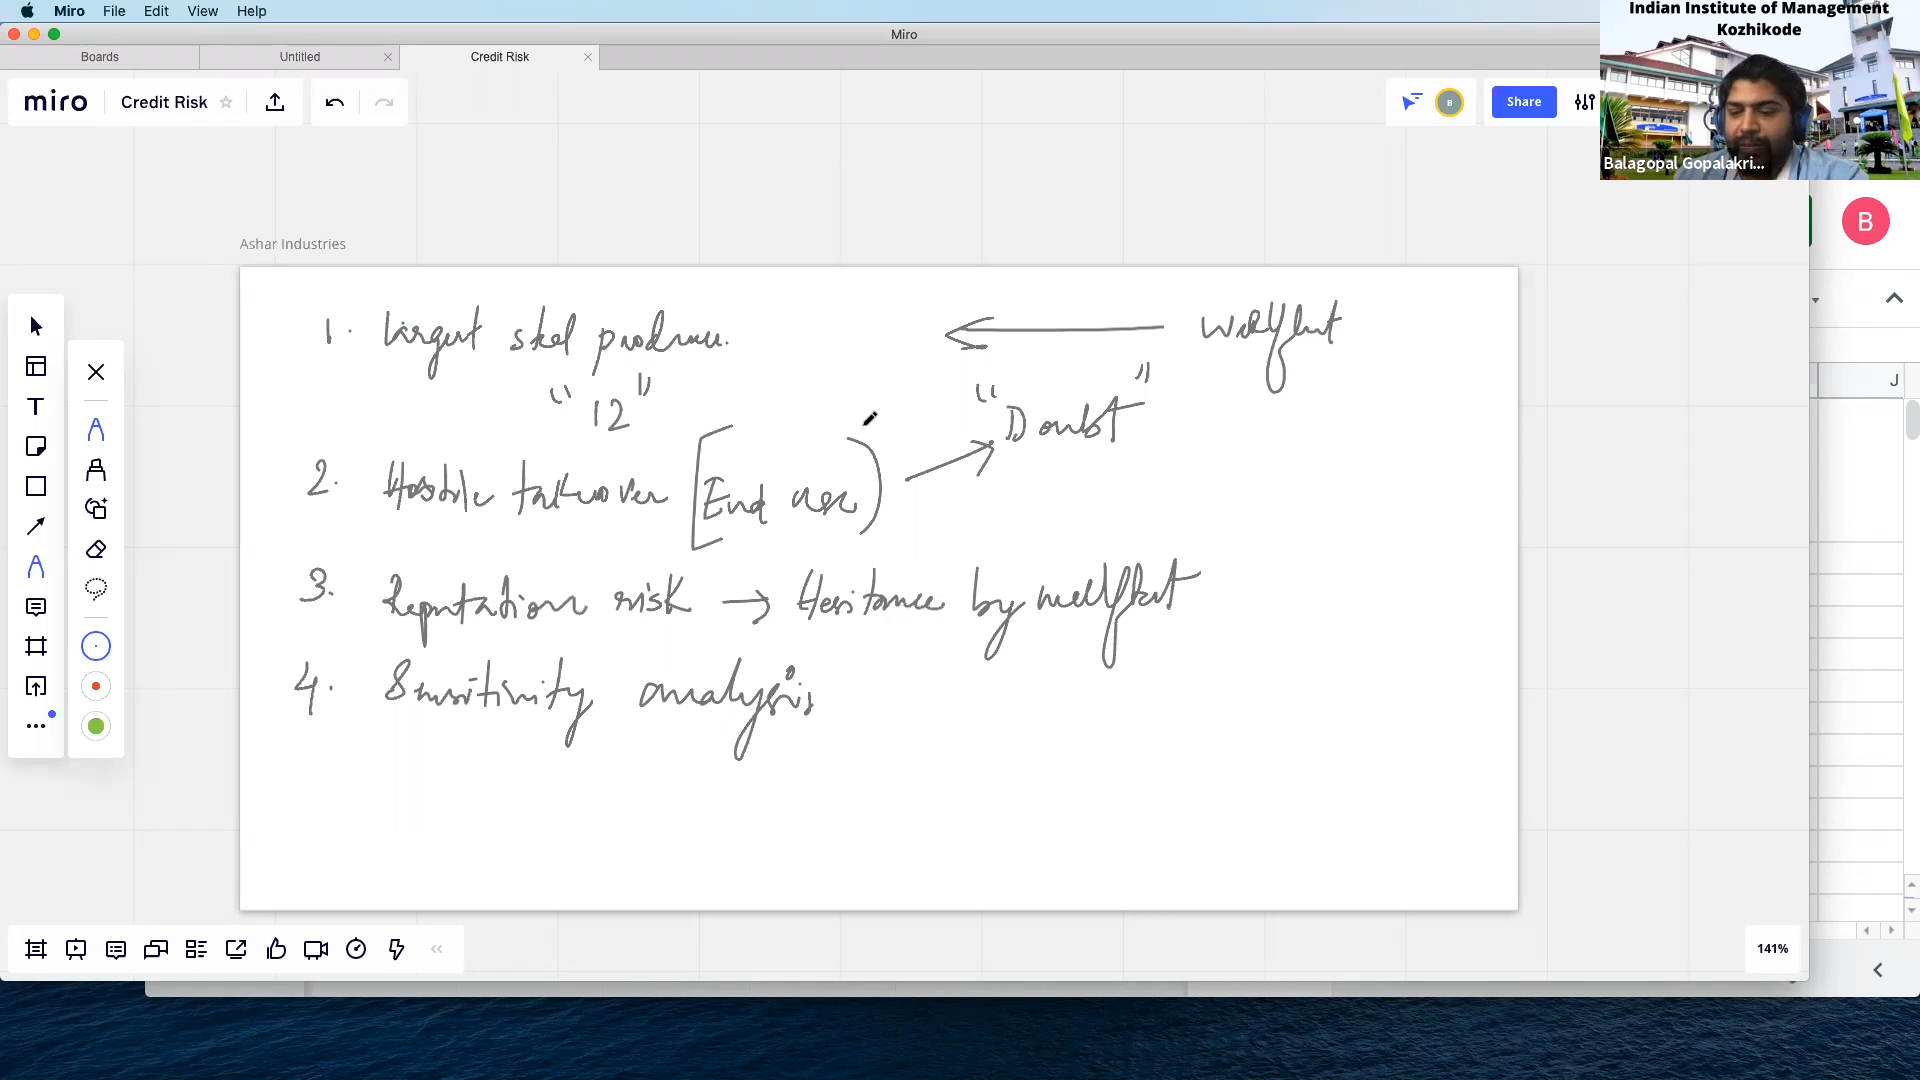 Miro File Edit View Window Help
Indian Institute of Management
Kozhikode
Miro
Boards Untitled Credit Risk
miro Credit Risk B Share
Balagopal Gopalakri...
B
Ashar Industries
J
1. Largest steel producer. Wellfleet
" 12 " " Doubt "
2. Hostile takeover [End use)
3. Reputation risk → Hesitance by wellfleet
4. Sensitivity analysis
T
141%